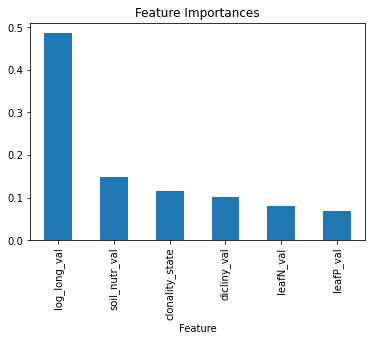 Feature Importances
0.5
0.4
0.3
0.2
0.1
0.0
log_long_val
soil_nutr_val
clonality_state
dicliny_val
leafN_val
leafP_val
Feature